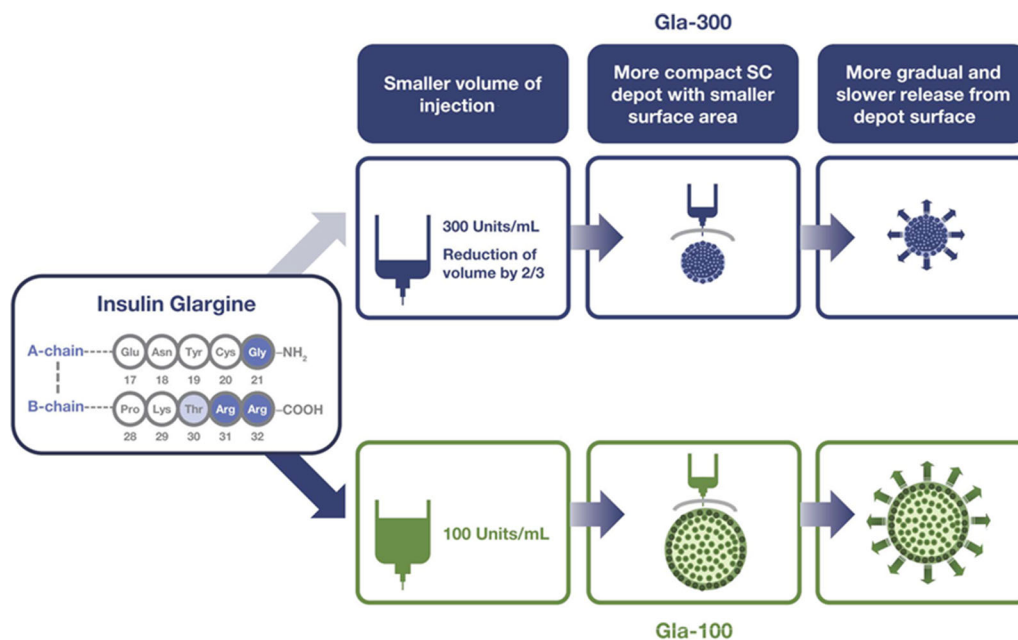 Gla-300
Smaller volume of
injection
More compact SC
depot with smaller
surface area
More gradual and
slower release from
depot surface
300 Units/mL
Reduction of
volume by 2/3
Insulin Glargine
A-chain Glu Asn Tyr Cys Gly –NH₂
17 18 19 20 21
B-chain Pro Lys Thr Arg Arg –COOH
28 29 30 31 32
100 Units/mL
Gla-100